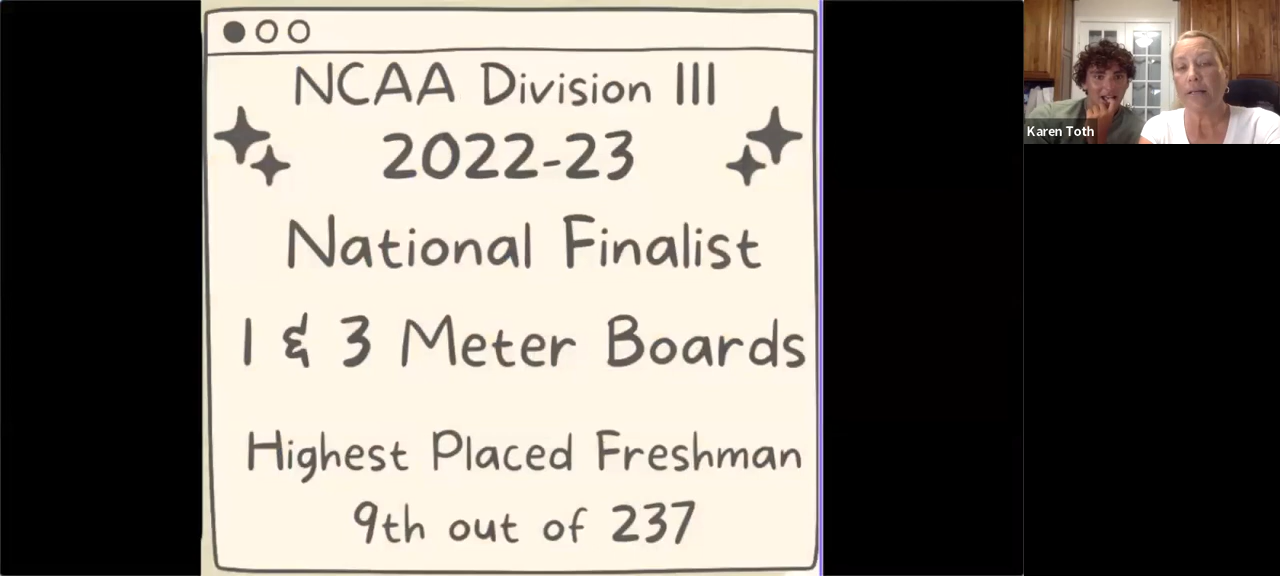 NCAA Division III
2022-23
National Finalist
1 & 3 Meter Boards
Highest Placed Freshman
9th out of 237
Karen Toth